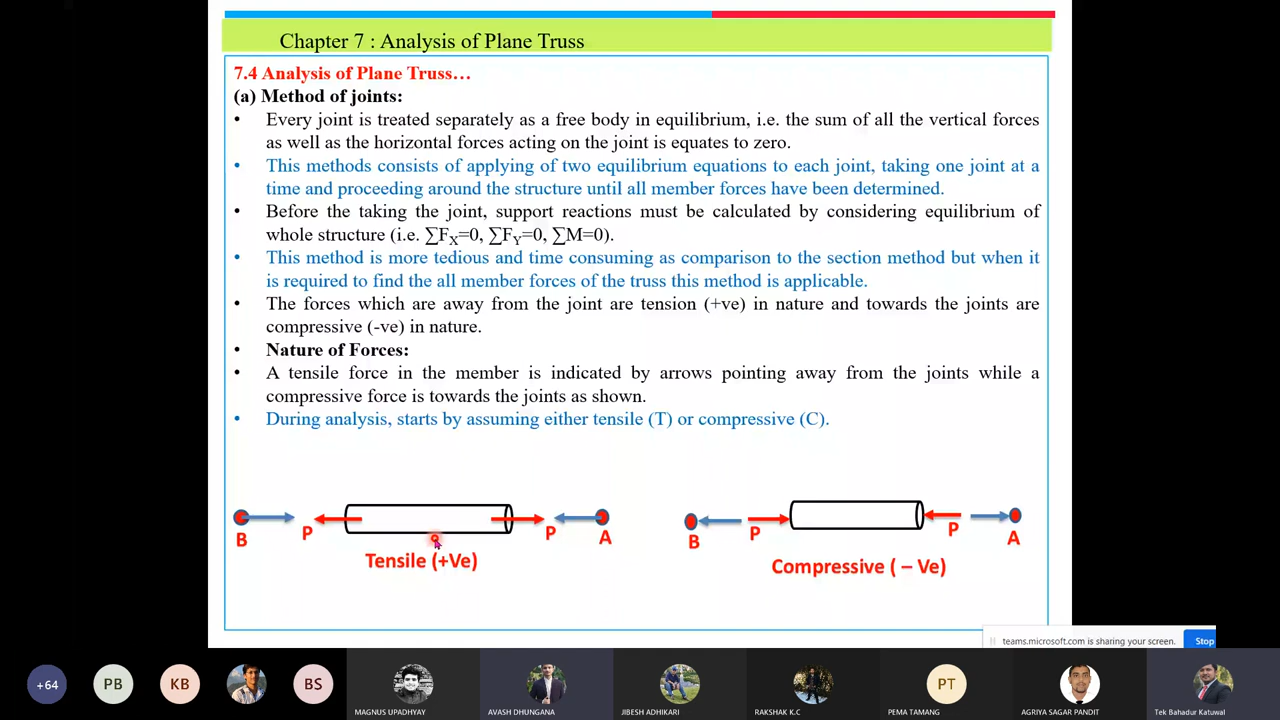 Chapter 7 : Analysis of Plane Truss
7.4 Analysis of Plane Truss…
(a) Method of joints:
• Every joint is treated separately as a free body in equilibrium, i.e. the sum of all the vertical forces
as well as the horizontal forces acting on the joint is equates to zero.
• This methods consists of applying of two equilibrium equations to each joint, taking one joint at a
time and proceeding around the structure until all member forces have been determined.
• Before the taking the joint, support reactions must be calculated by considering equilibrium of
whole structure (i.e. ∑FX=0, ∑FY=0, ∑M=0).
• This method is more tedious and time consuming as comparison to the section method but when it
is required to find the all member forces of the truss this method is applicable.
• The forces which are away from the joint are tension (+ve) in nature and towards the joints are
compressive (-ve) in nature.
• Nature of Forces:
• A tensile force in the member is indicated by arrows pointing away from the joints while a
compressive force is towards the joints as shown.
• During analysis, starts by assuming either tensile (T) or compressive (C).
B P P A
Tensile (+Ve)
B P P A
Compressive ( – Ve)
teams.microsoft.com is sharing your screen. Stop
+64 PB KB BS PT
MAGNUS UPADHYAY AVASH DHUNGANA JIBESH ADHIKARI RAKSHAK K.C PEMA TAMANG AGRIYA SAGAR PANDIT Tek Bahadur Katuwal